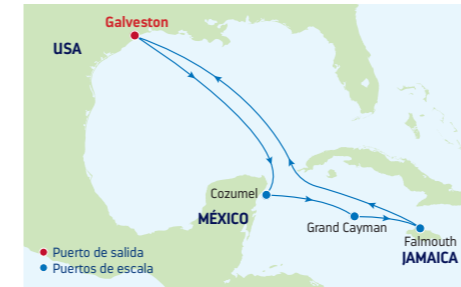 Galveston
USA
Cozumel
MÉXICO
Grand Cayman
Falmouth
JAMAICA
Puerto de salida
Puertos de escala